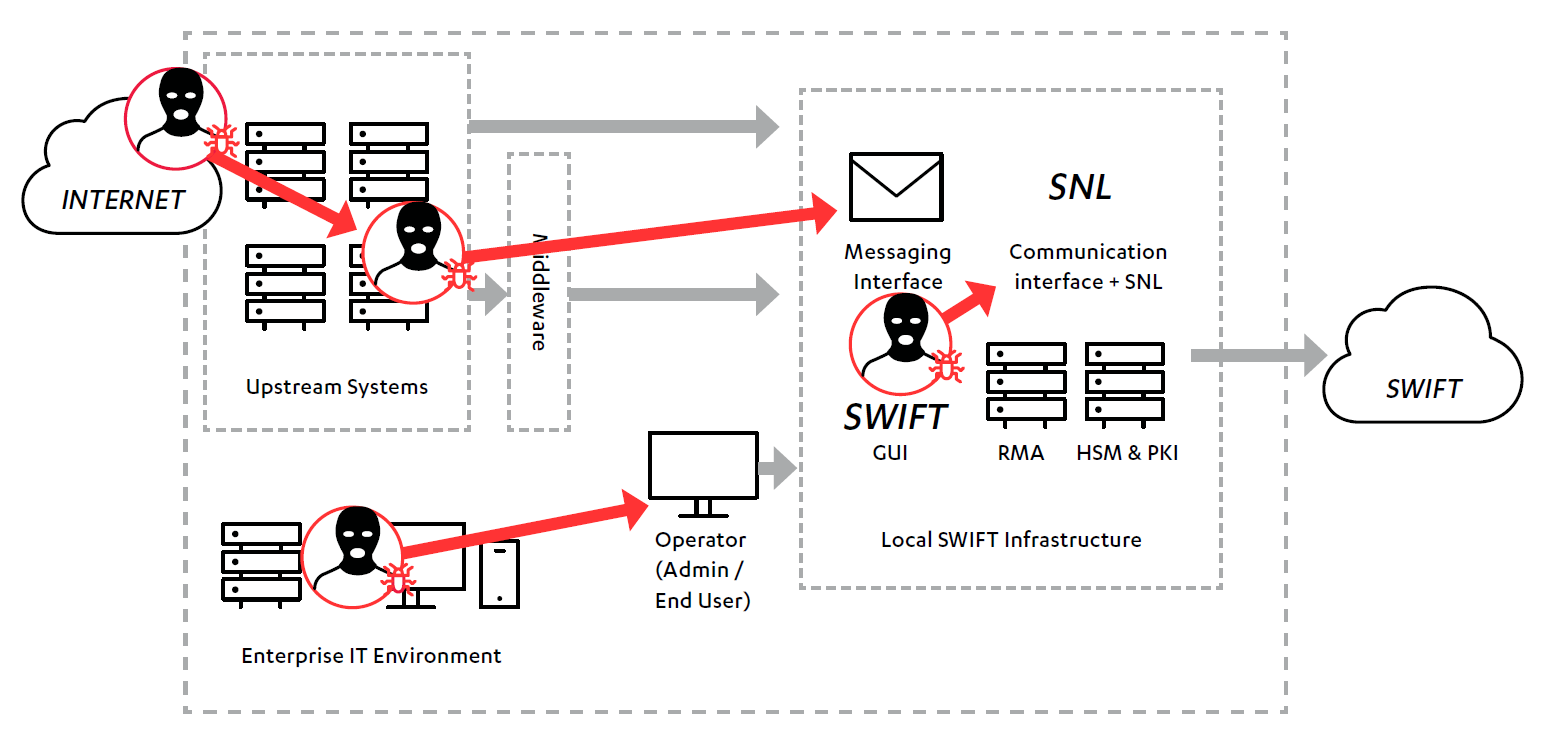 INTERNET
Middleware
Upstream Systems
Messaging
Interface
SNL
Communication
interface + SNL
SWIFT
GUI
RMA
HSM & PKI
Local SWIFT Infrastructure
SWIFT
Operator
(Admin /
End User)
Enterprise IT Environment